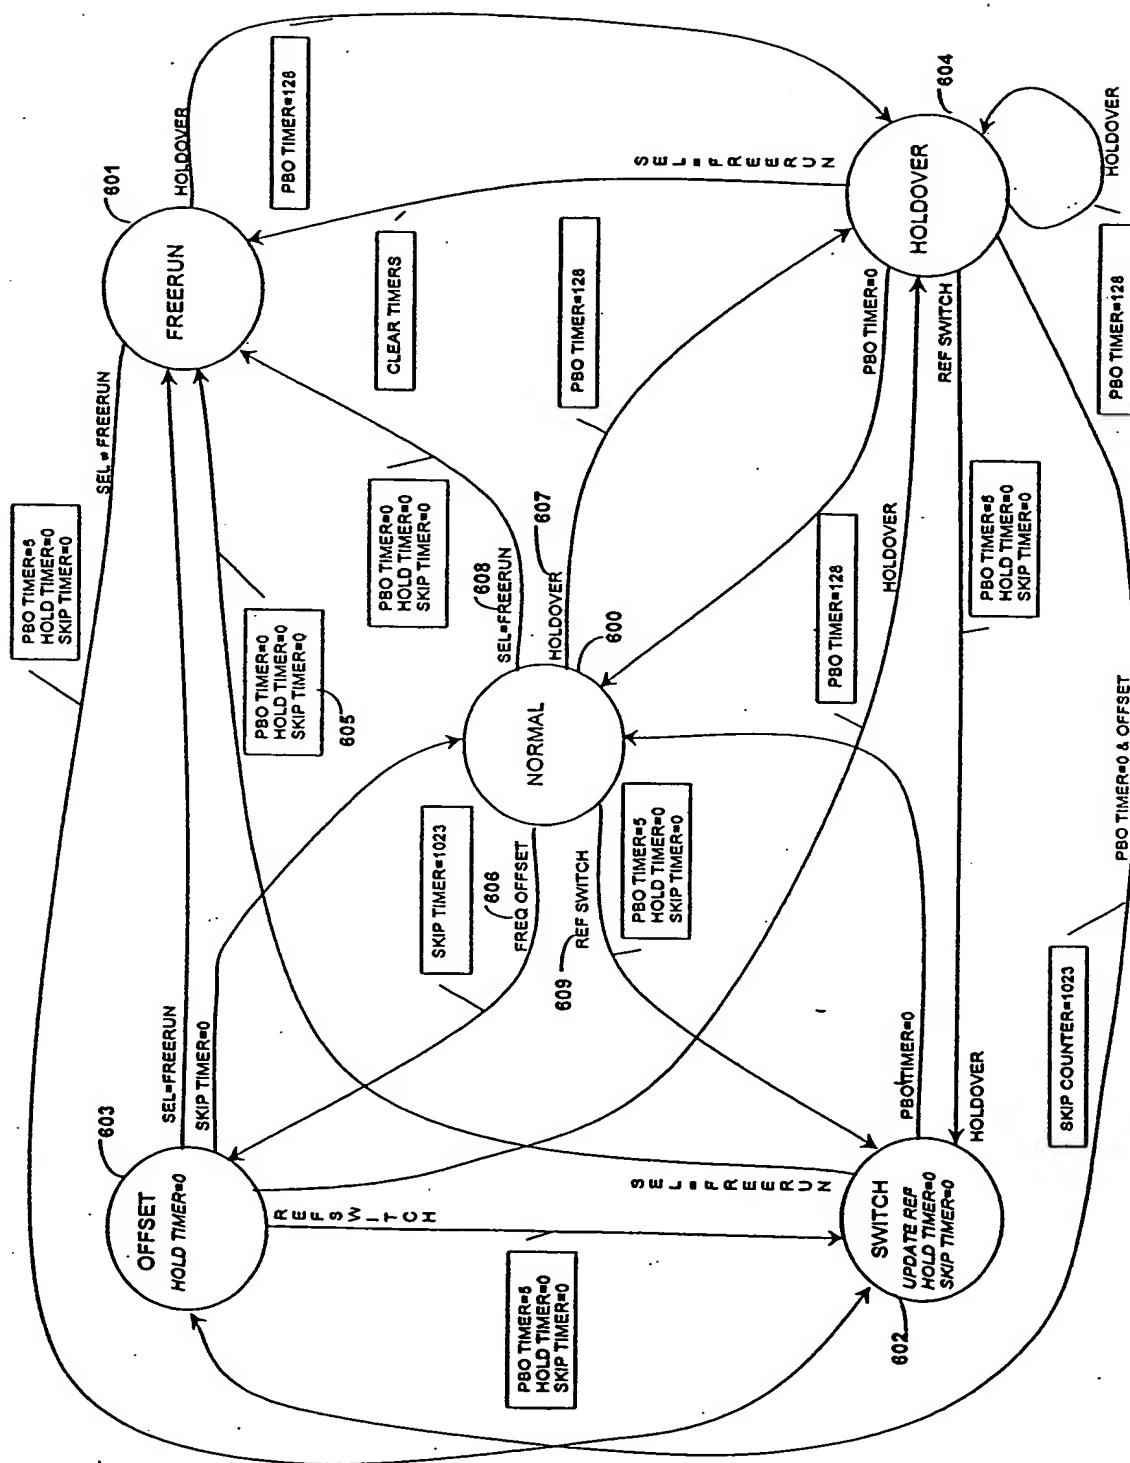 PBO TIMER=5
HOLD TIMER=0
SKIP TIMER=0
603
OFFSET
HOLD TIMER=0
SEL=FREERUN
SKIP TIMER=0
REF SWITCH
PBO TIMER=5
HOLD TIMER=0
SKIP TIMER=0
SEL ≠ FREERUN
601
FREERUN
HOLDOVER
PBO TIMER=128
PBO TIMER=0
HOLD TIMER=0
SKIP TIMER=0
605
PBO TIMER=0
HOLD TIMER=0
SKIP TIMER=0
CLEAR TIMERS
SKIP TIMER=1023
606
FREQ OFFSET
609
REF SWITCH
NORMAL
600
608
SEL=FREERUN
607
HOLDOVER
PBO TIMER=128
PBO TIMER=5
HOLD TIMER=0
SKIP TIMER=0
SEL=FREERUN
SEL=FREERUN
604
HOLDOVER
HOLDOVER
PBO TIMER=128
PBO TIMER=0
REF SWITCH
PBO TIMER=128
HOLDOVER
PBO TIMER=5
HOLD TIMER=0
SKIP TIMER=0
602
SWITCH
UPDATE REF
HOLD TIMER=0
SKIP TIMER=0
PBO TIMER=0
HOLDOVER
SKIP COUNTER=1023
PBO TIMER=0 & OFFSET